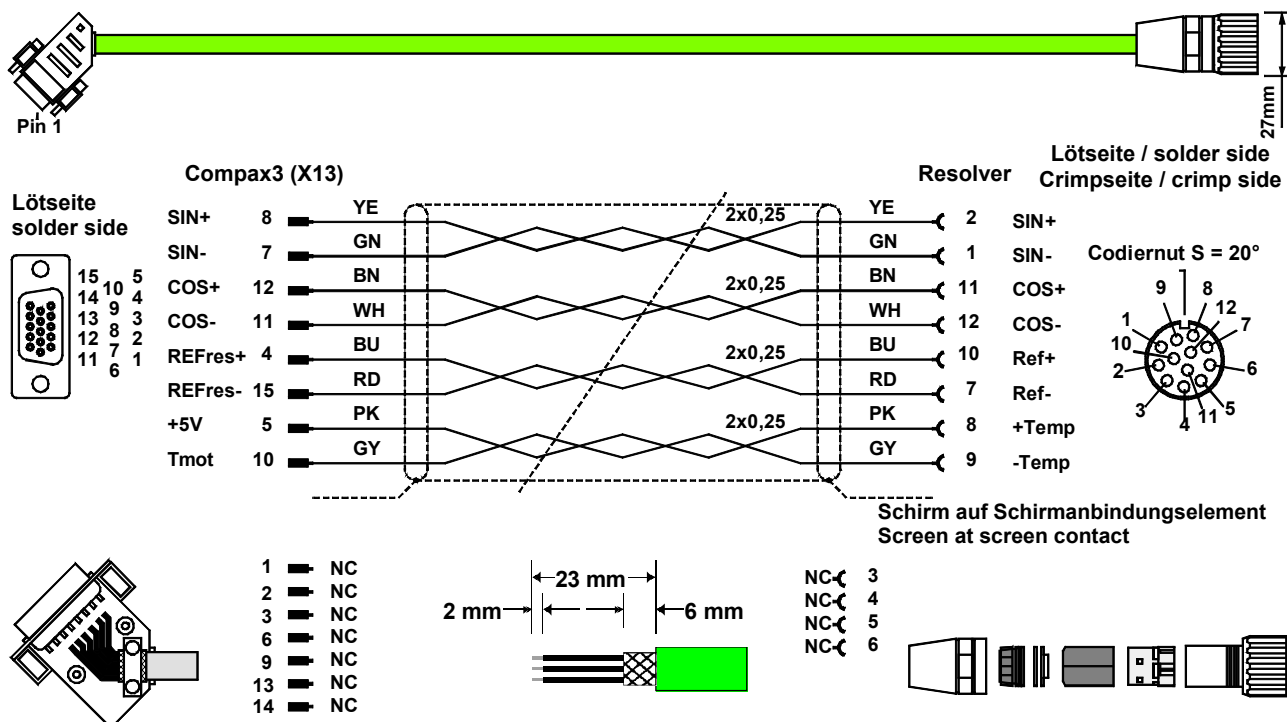 Pin 1
27mm
Lötseite / solder side
Crimpseite / crimp side
Compax3 (X13)
Resolver
Lötseite
solder side
15 10 5
14 9 4
13 8 3
12 7 2
11 6 1
SIN+ 8 YE 2x0,25 YE 2 SIN+
SIN- 7 GN GN 1 SIN-
COS+ 12 BN 2x0,25 BN 11 COS+
COS- 11 WH WH 12 COS-
REFres+ 4 BU 2x0,25 BU 10 Ref+
REFres- 15 RD RD 7 Ref-
+5V 5 PK 2x0,25 PK 8 +Temp
Tmot 10 GY GY 9 -Temp
Codiernut S = 20°
9 8
1 12 7
10
2 6
3 4 11 5
Schirm auf Schirmanbindungselement
Screen at screen contact
1 NC
2 NC
3 NC
6 NC
9 NC
13 NC
14 NC
23 mm
2 mm 6 mm
NC 3
NC 4
NC 5
NC 6